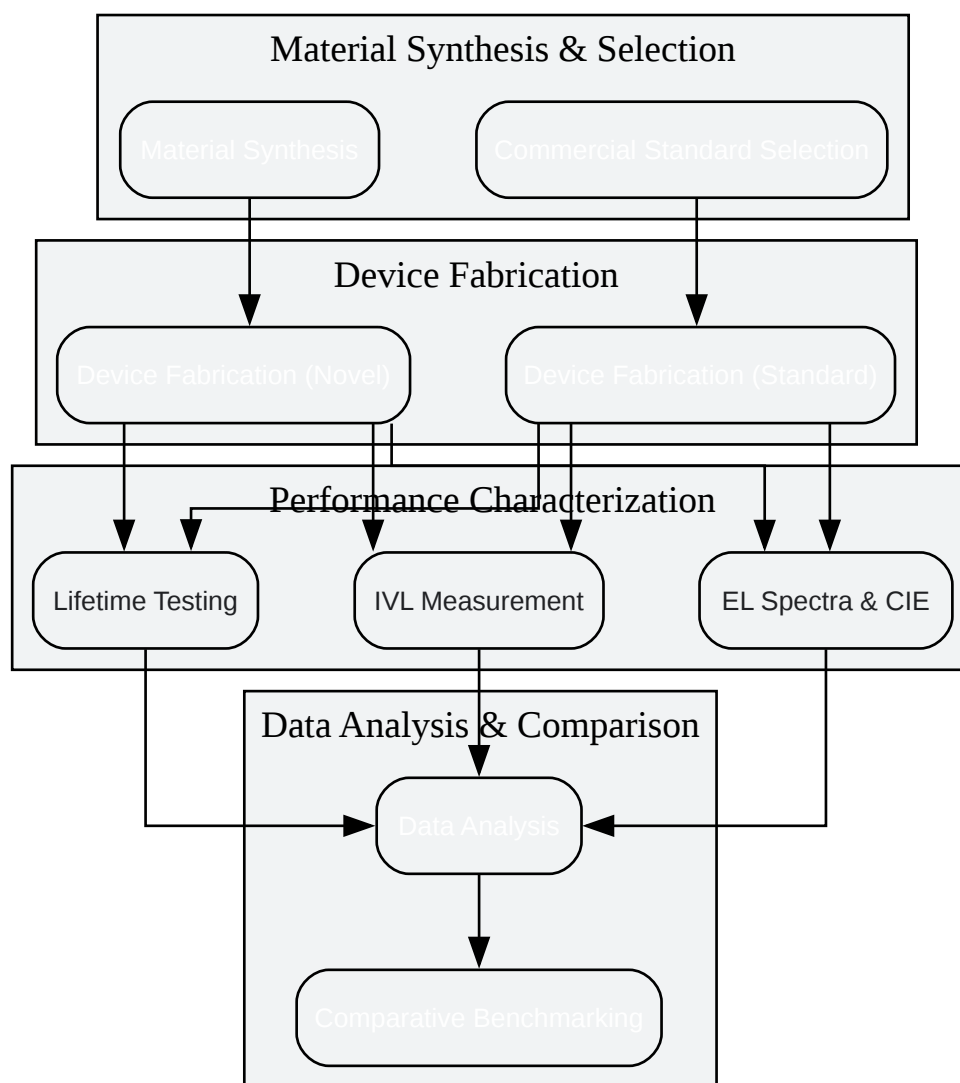 Material Synthesis & Selection
Material Synthesis
Commercial Standard Selection
Device Fabrication
Device Fabrication (Novel)
Device Fabrication (Standard)
Performance Characterization
Lifetime Testing
IVL Measurement
EL Spectra & CIE
Data Analysis & Comparison
Data Analysis
Comparative Benchmarking